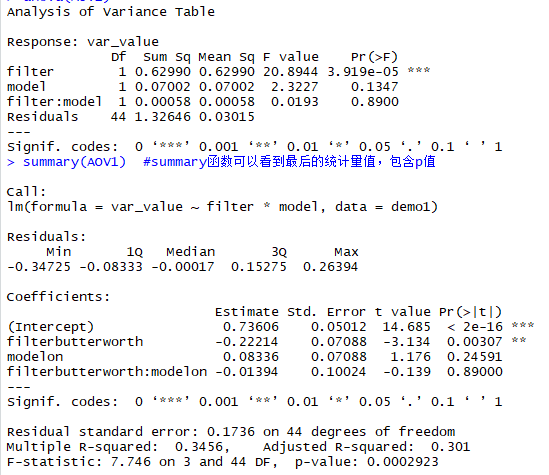 Analysis of Variance Table
Response: var_value
Df Sum Sq Mean Sq F value Pr(>F)
filter 1 0.62990 0.62990 20.8944 3.919e-05 ***
model 1 0.07002 0.07002 2.3227 0.1347
filter:model 1 0.00058 0.00058 0.0193 0.8900
Residuals 44 1.32646 0.03015
---
Signif. codes: 0 ‘***’ 0.001 ‘**’ 0.01 ‘*’ 0.05 ‘.’ 0.1 ‘ ’ 1
> summary(AOV1) #summary函数可以看到最后的统计量值，包含p值
Call:
lm(formula = var_value ~ filter * model, data = demo1)
Residuals:
Min 1Q Median 3Q Max
-0.34725 -0.08333 -0.00017 0.15275 0.26394
Coefficients:
Estimate Std. Error t value Pr(>|t|)
(Intercept) 0.73606 0.05012 14.685 < 2e-16 ***
filterbutterworth -0.22214 0.07088 -3.134 0.00307 **
modelon 0.08336 0.07088 1.176 0.24591
filterbutterworth:modelon -0.01394 0.10024 -0.139 0.89000
---
Signif. codes: 0 ‘***’ 0.001 ‘**’ 0.01 ‘*’ 0.05 ‘.’ 0.1 ‘ ’ 1
Residual standard error: 0.1736 on 44 degrees of freedom
Multiple R-squared: 0.3456, Adjusted R-squared: 0.301
F-statistic: 7.746 on 3 and 44 DF, p-value: 0.0002923